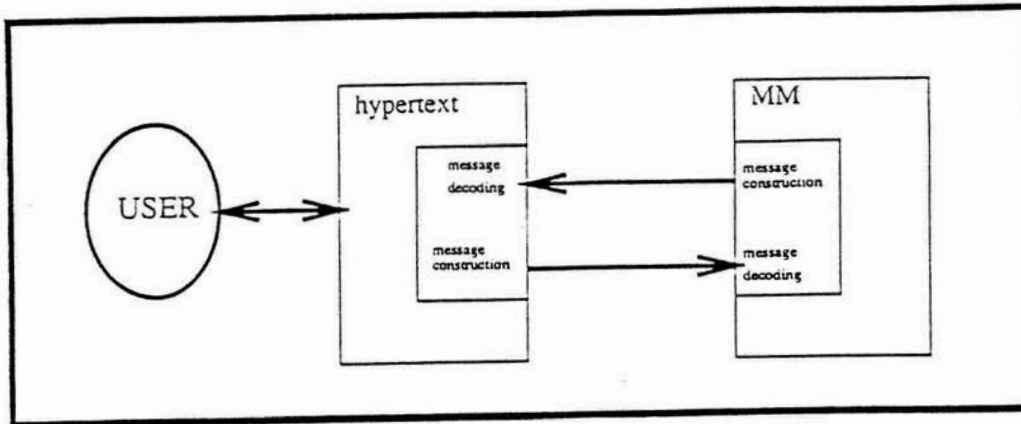 USER
hypertext
message
decoding
message
construction
MM
message
construction
message
decoding